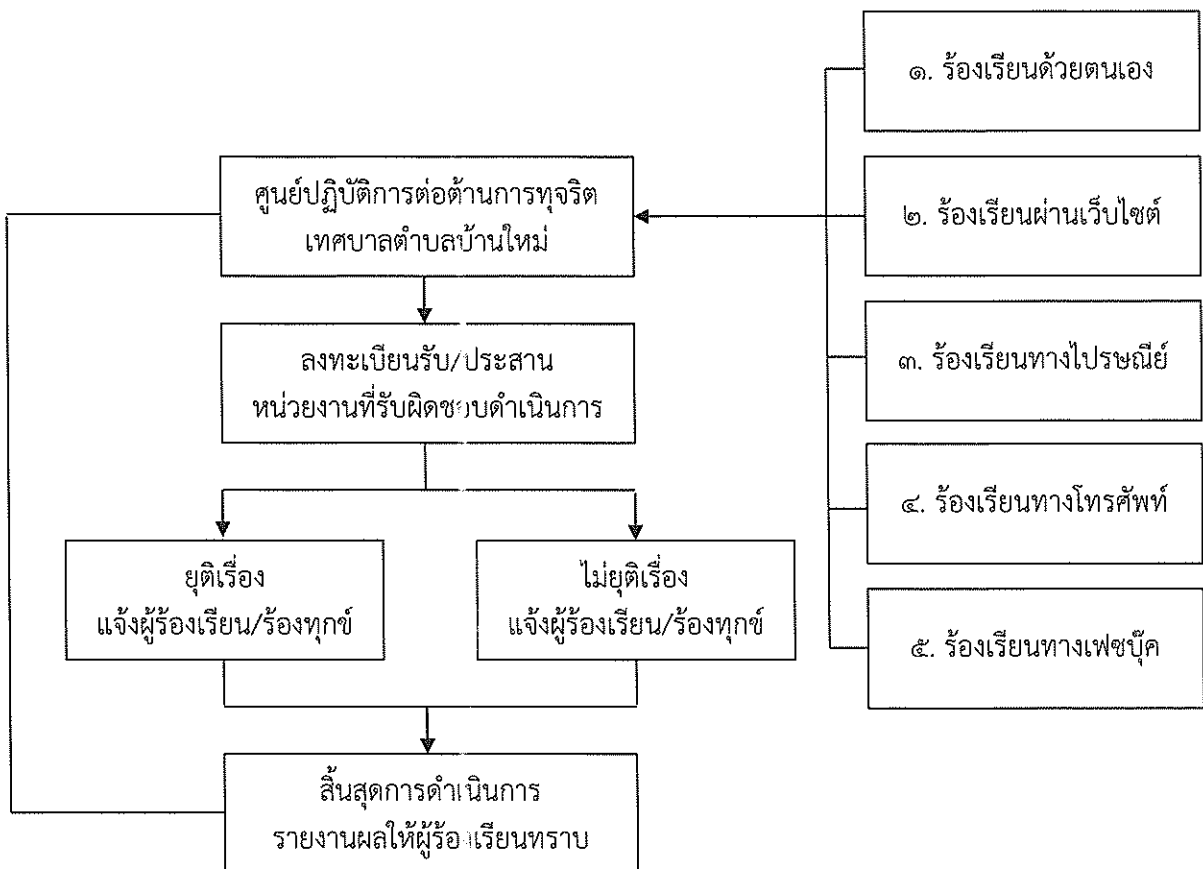 ๑. ร้องเรียนด้วยตนเอง
ศูนย์ปฏิบัติการต่อต้านการทุจริต
เทศบาลตำบลบ้านใหม่
๒. ร้องเรียนผ่านเว็บไซต์
ลงทะเบียนรับ/ประสาน
หน่วยงานที่รับผิดชอบดำเนินการ
๓. ร้องเรียนทางไปรษณีย์
๔. ร้องเรียนทางโทรศัพท์
ยุติเรื่อง
แจ้งผู้ร้องเรียน/ร้องทุกข์
ไม่ยุติเรื่อง
แจ้งผู้ร้องเรียน/ร้องทุกข์
๕. ร้องเรียนทางเฟซบุ๊ค
สิ้นสุดการดำเนินการ
รายงานผลให้ผู้ร้องเรียนทราบ